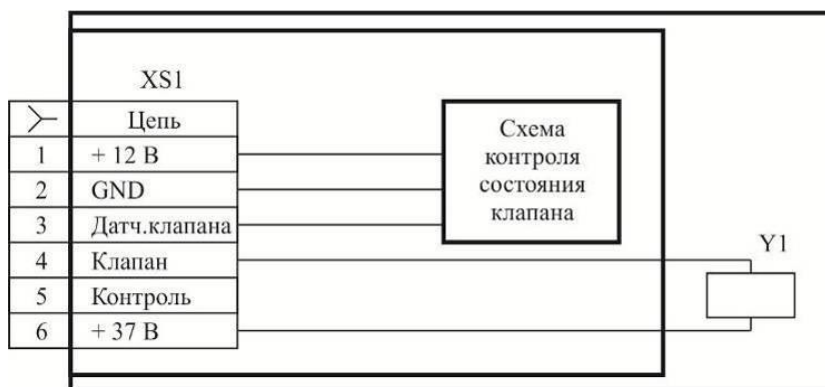 XS1
Цепь
1 + 12 В
2 GND
3 Датч.клапана
4 Клапан
5 Контроль
6 + 37 В
Схема
контроля
состояния
клапана
Y1